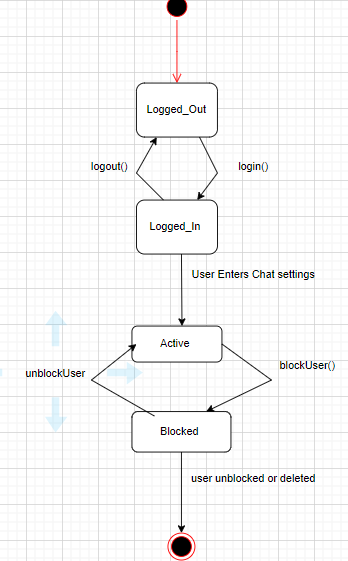 Logged_Out
logout()
login()
Logged_In
User Enters Chat settings
Active
unblockUser
blockUser()
Blocked
user unblocked or deleted